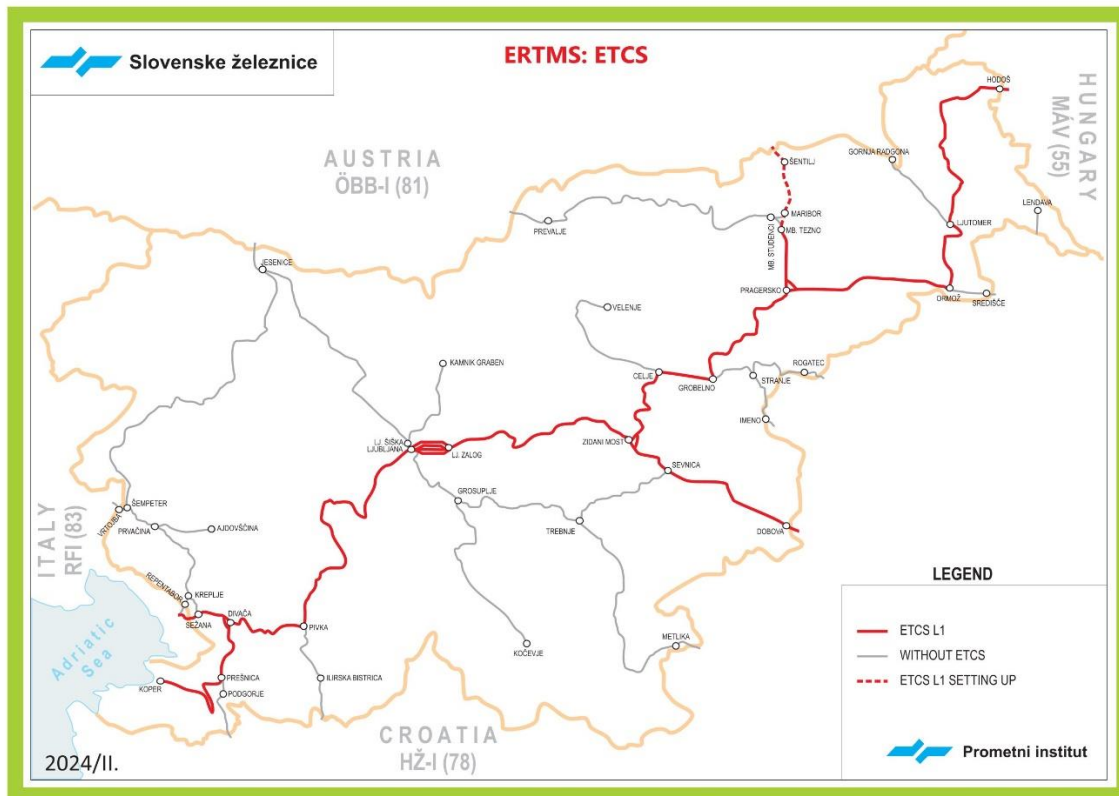 Slovenske železnice
ERTMS: ETCS
HODOŠ
HUNGARY
MÁV (55)
AUSTRIA
ÖBB-I (81)
GORNJA RADGONA
ŠENTILJ
LENDAVA
PREVALJE
MARIBOR
MB. STUDENCI
MB. TEZNO
LJUTOMER
JESENICE
PRAGERSKO
ORMOŽ
SREDIŠČE
VELENJE
KAMNIK GRABEN
CELJE
GROBELNO
ROGATEC
STRANJE
IMENO
LJ. ŠIŠKA
LJUBLJANA
LJ. ZALOG
ZIDANI MOST
SEVNICA
GROSUPLJE
ŠEMPETER
VRTOJBA
PRVAČINA
AJDOVŠČINA
TREBNJE
DOBOVA
ITALY
RFI (83)
REPENTABOR
KREPLJE
SEŽANA
DIVAČA
PIVKA
KOČEVJE
METLIKA
Adriatic
Sea
KOPER
PREŠNICA
PODGORJE
ILIRSKA BISTRICA
CROATIA
HŽ-I (78)
LEGEND
ETCS L1
WITHOUT ETCS
ETCS L1 SETTING UP
2024/II.
Prometni institut